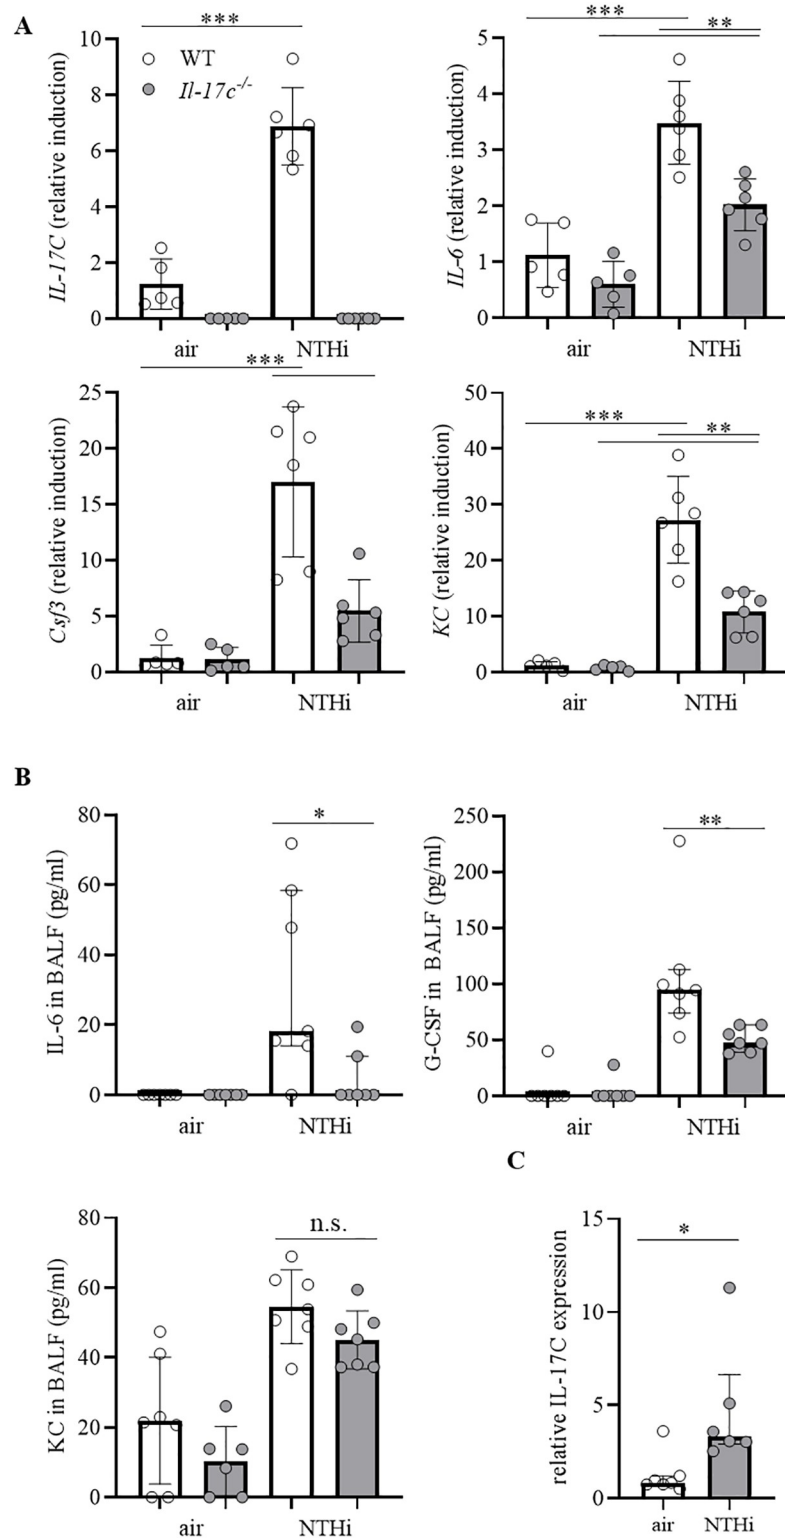 A
***
IL-17C (relative induction)
10
8
6
4
2
0
WT
Il-17c-/-
air
NTHi
***
**
IL-6 (relative induction)
5
4
3
2
1
0
air
NTHi
***
Csf3 (relative induction)
25
20
15
10
5
0
air
NTHi
***
**
KC (relative induction)
50
40
30
20
10
0
air
NTHi
B
*
IL-6 in BALF (pg/ml)
80
60
40
20
0
air
NTHi
**
G-CSF in BALF (pg/ml)
250
200
150
100
50
0
air
NTHi
n.s.
KC in BALF (pg/ml)
80
60
40
20
0
air
NTHi
C
*
relative IL-17C expression
15
10
5
0
air
NTHi